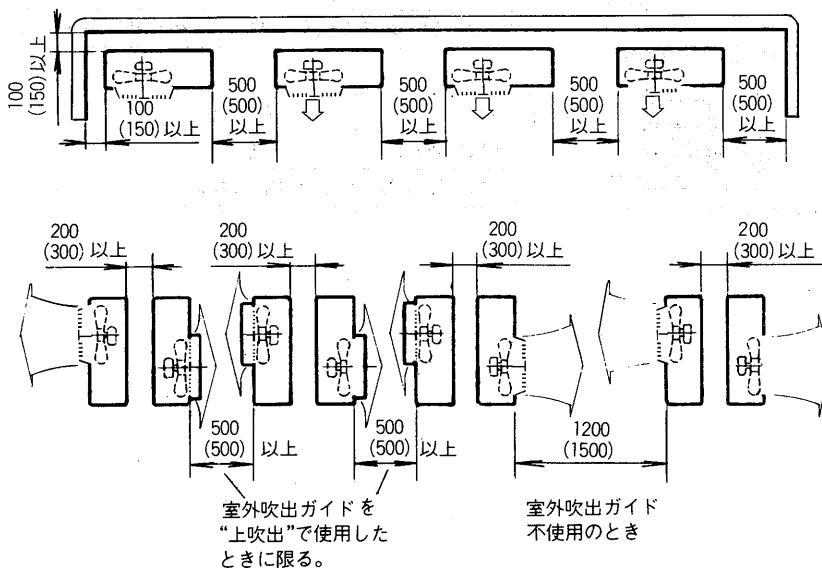 100
(150)以上
100
(150)以上
500
(500)
以上
500
(500)
以上
500
(500)
以上
500
(500)
以上
200
(300)以上
200
(300)以上
200
(300)以上
200
(300)以上
500
(500)以上
500
(500)以上
1200
(1500)
室外吹出ガイドを
“上吹出”で使用した
ときに限る。
室外吹出ガイド
不使用のとき